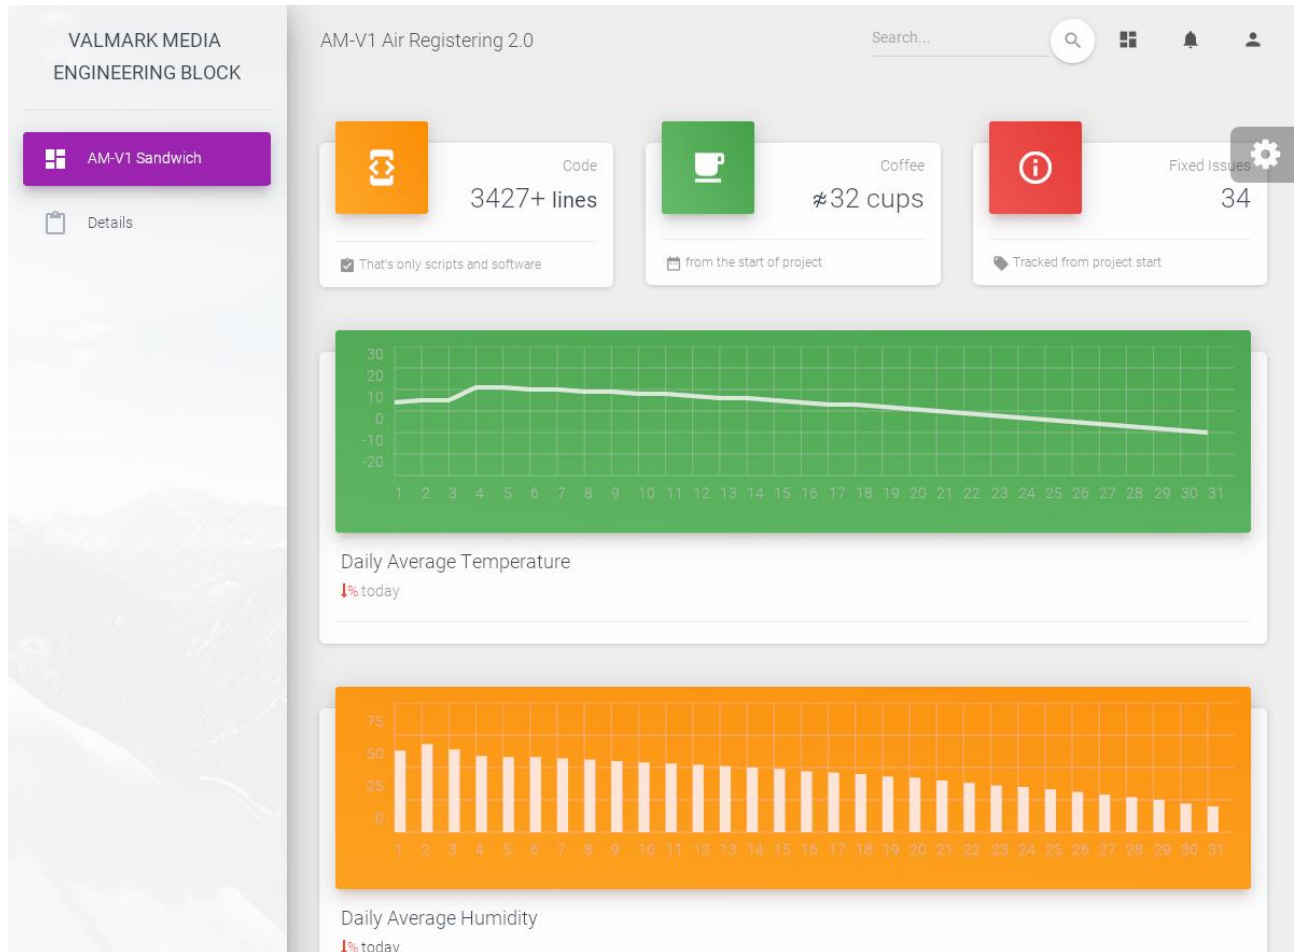 VALMARK MEDIA
ENGINEERING BLOCK
AM-V1 Sandwich
Details
AM-V1 Air Registering 2.0
Search...
Code
3427+ lines
That's only scripts and software
Coffee
≉32 cups
from the start of project
Fixed Issues
34
Tracked from project start
30
20
10
0
-10
-20
1 2 3 4 5 6 7 8 9 10 11 12 13 14 15 16 17 18 19 20 21 22 23 24 25 26 27 28 29 30 31
Daily Average Temperature
% today
75
50
25
0
1 2 3 4 5 6 7 8 9 10 11 12 13 14 15 16 17 18 19 20 21 22 23 24 25 26 27 28 29 30 31
Daily Average Humidity
% today